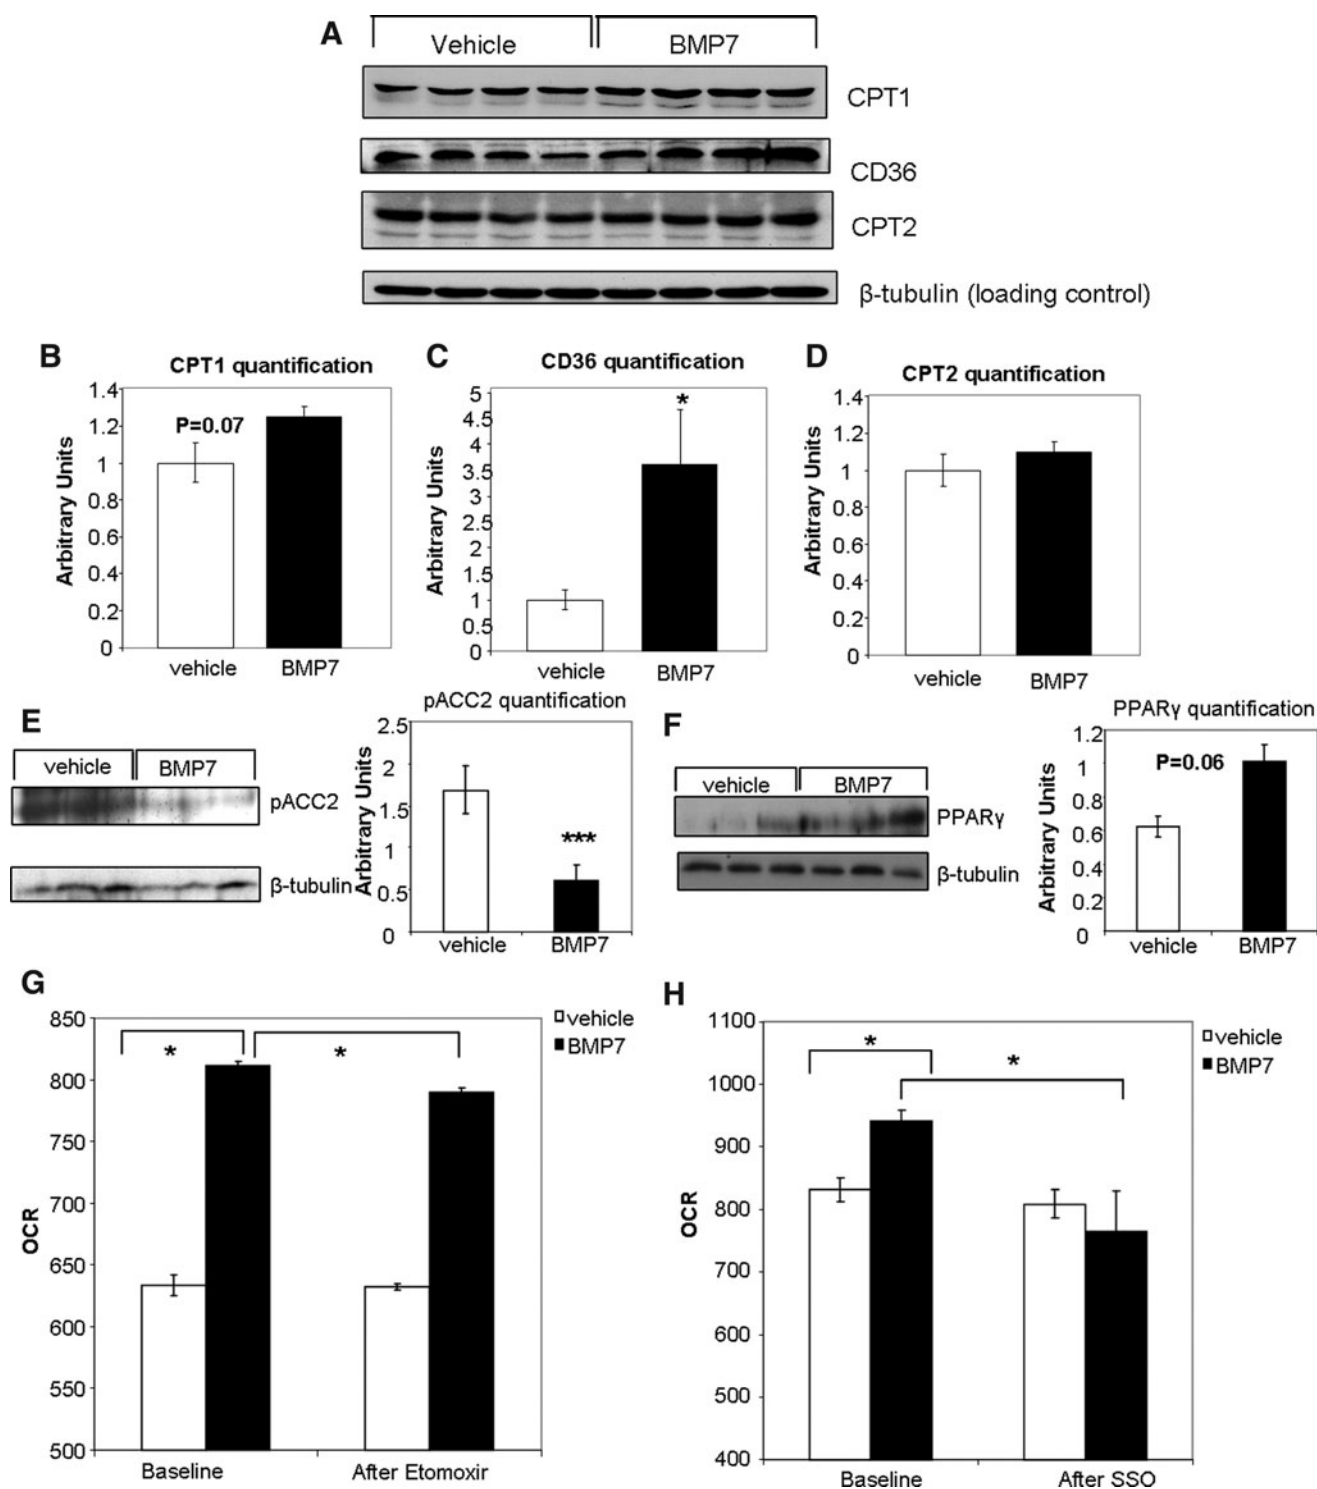 A
Vehicle
BMP7
CPT1
CD36
CPT2
β-tubulin (loading control)
B
CPT1 quantification
Arbitrary Units
1.4
1.2
1
0.8
0.6
0.4
0.2
0
P=0.07
vehicle
BMP7
C
CD36 quantification
Arbitrary Units
5
4.5
4
3.5
3
2.5
2
1.5
1
0.5
0
*
vehicle
BMP7
D
CPT2 quantification
Arbitrary Units
1.4
1.2
1
0.8
0.6
0.4
0.2
0
vehicle
BMP7
E
vehicle
BMP7
pACC2
β-tubulin
pACC2 quantification
Arbitrary Units
2.5
2
1.5
1
0.5
0
***
vehicle
BMP7
F
vehicle
BMP7
PPARγ
β-tubulin
PPARγ quantification
Arbitrary Units
1.2
1
0.8
0.6
0.4
0.2
0
P=0.06
vehicle
BMP7
G
OCR
850
800
750
700
650
600
550
500
*
*
vehicle
BMP7
Baseline
After Etomoxir
H
OCR
1100
1000
900
800
700
600
500
400
*
*
vehicle
BMP7
Baseline
After SSO